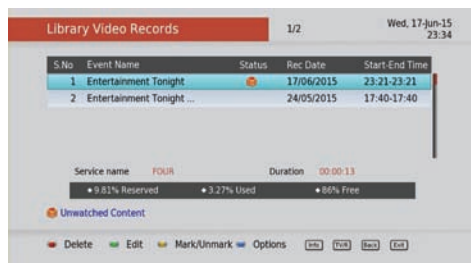 Library Video Records 1/2 Wed, 17-Jun-15
23:34
S.No Event Name Status Rec Date Start-End Time
1 Entertainment Tonight 17/06/2015 23:21-23:21
2 Entertainment Tonight ... 24/05/2015 17:40-17:40
Service name FOUR Duration 00:00:13
9.81% Reserved 3.27% Used 86% Free
Unwatched Content
Delete Edit Mark/Unmark Options Info TV/R Back Exit